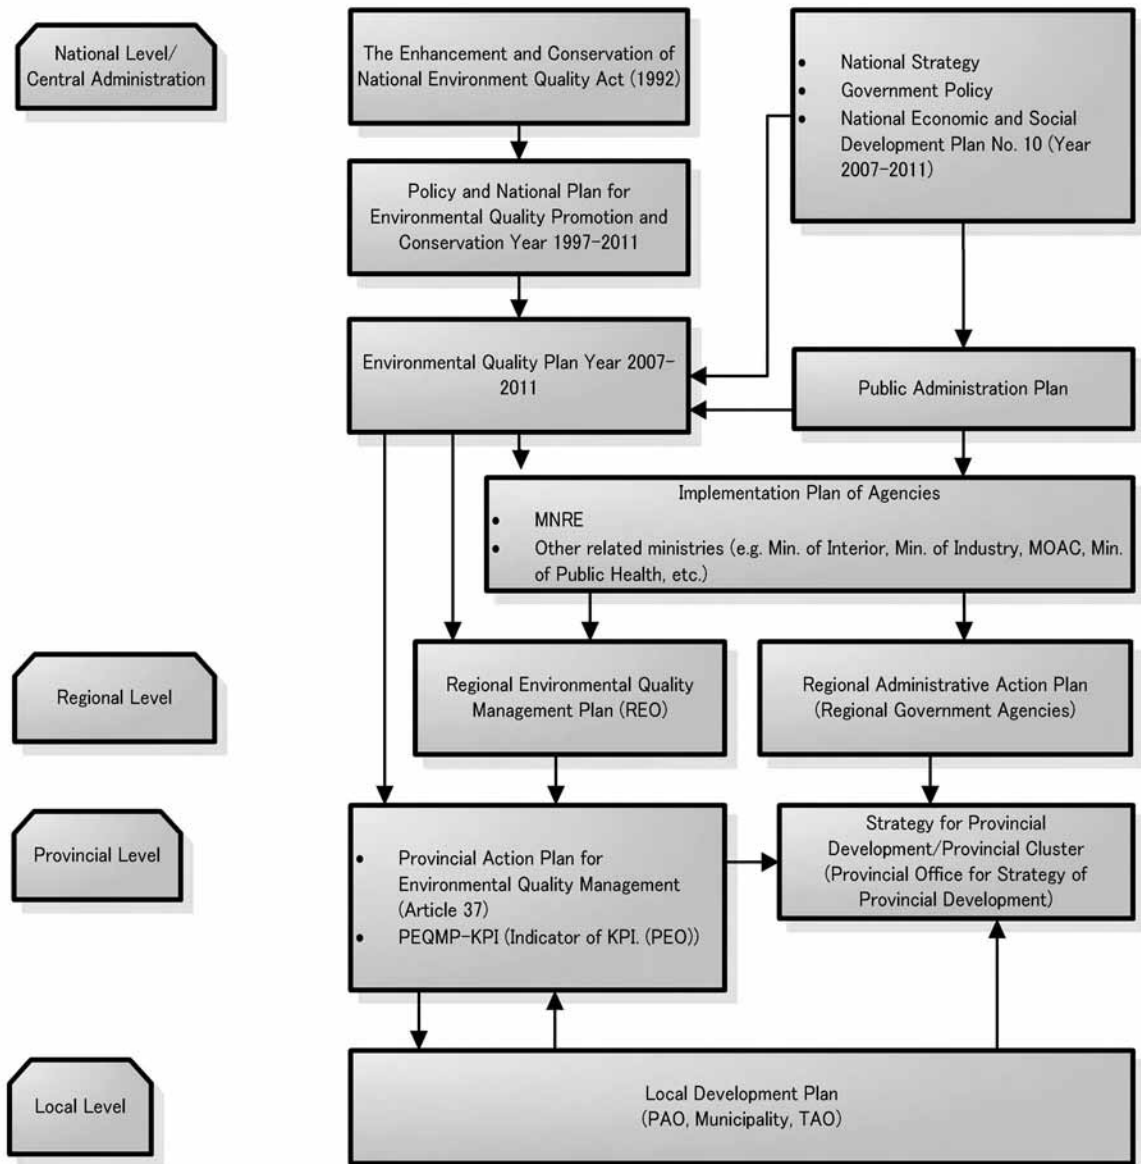 National Level/
Central Administration
The Enhancement and Conservation of
National Environment Quality Act (1992)
• National Strategy
• Government Policy
• National Economic and Social
Development Plan No. 10 (Year
2007-2011)
Policy and National Plan for
Environmental Quality Promotion and
Conservation Year 1997-2011
Environmental Quality Plan Year 2007-
2011
Public Administration Plan
Implementation Plan of Agencies
• MNRE
• Other related ministries (e.g. Min. of Interior, Min. of Industry, MOAC, Min.
of Public Health, etc.)
Regional Level
Regional Environmental Quality
Management Plan (REO)
Regional Administrative Action Plan
(Regional Government Agencies)
Provincial Level
• Provincial Action Plan for
Environmental Quality Management
(Article 37)
• PEQMP-KPI (Indicator of KPI. (PEO))
Strategy for Provincial
Development/Provincial Cluster
(Provincial Office for Strategy of
Provincial Development)
Local Level
Local Development Plan
(PAO, Municipality, TAO)